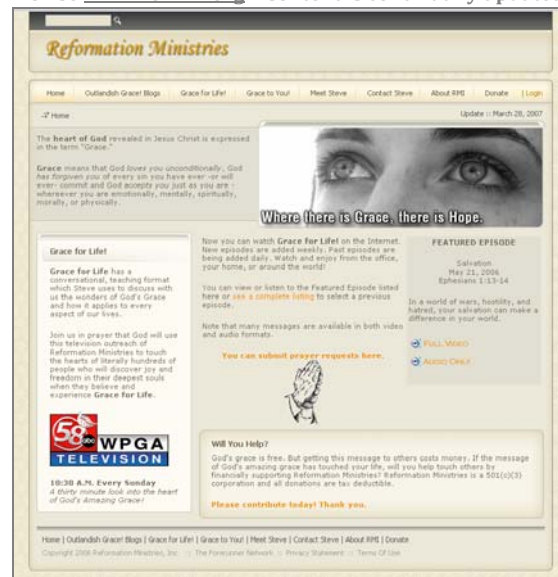 Reformation Ministries
Home Outlandish Grace! Blogs Grace for Life! Grace to You! Meet Steve Contact Steve About RMI Donate | Login
Home
Update :: March 28, 2007
The heart of God revealed in Jesus Christ is expressed
in the term "Grace."
Grace means that God loves you unconditionally, God
has forgiven you of every sin you have ever -or will
ever- commit and God accepts you just as you are -
wherever you are emotionally, mentally, spiritually,
morally, or physically.
Where there is Grace, there is Hope.
Grace for Life!
Grace for Life has a
conversational, teaching format
which Steve uses to discuss with
us the wonders of God's Grace
and how it applies to every
aspect of our lives.
Join us in prayer that God will use
this television outreach of
Reformation Ministries to touch
the hearts of literally hundreds of
people who will discover joy and
freedom in their deepest souls
when they believe and
experience Grace for Life.
58 abc WPGA
TELEVISION
10:30 A.M. Every Sunday
A thirty minute look into the heart
of God's Amazing Grace!
Now you can watch Grace for Life! on the Internet.
New episodes are added weekly. Past episodes are
being added daily. Watch and enjoy from the office,
your home, or around the world!
You can view or listen to the Featured Episode listed
here or see a complete listing to select a previous
episode.
Note that many messages are available in both video
and audio formats.
You can submit prayer requests here.
FEATURED EPISODE
Salvation
May 21, 2006
Ephesians 1:13-14
In a world of wars, hostility, and
hatred, your salvation can make a
difference in your world.
Full Video
Audio Only
Will You Help?
God's grace is free. But getting this message to others costs money. If the message
of God's amazing grace has touched your life, will you help touch others by
financially supporting Reformation Ministries? Reformation Ministries is a 501(c)(3)
corporation and all donations are tax deductible.
Please contribute today! Thank you.
Home | Outlandish Grace! Blogs | Grace for Life! | Grace to You! | Meet Steve | Contact Steve | About RMI | Donate
Copyright 2006 Reformation Ministries, Inc. :: The Forerunner Network :: Privacy Statement :: Terms Of Use